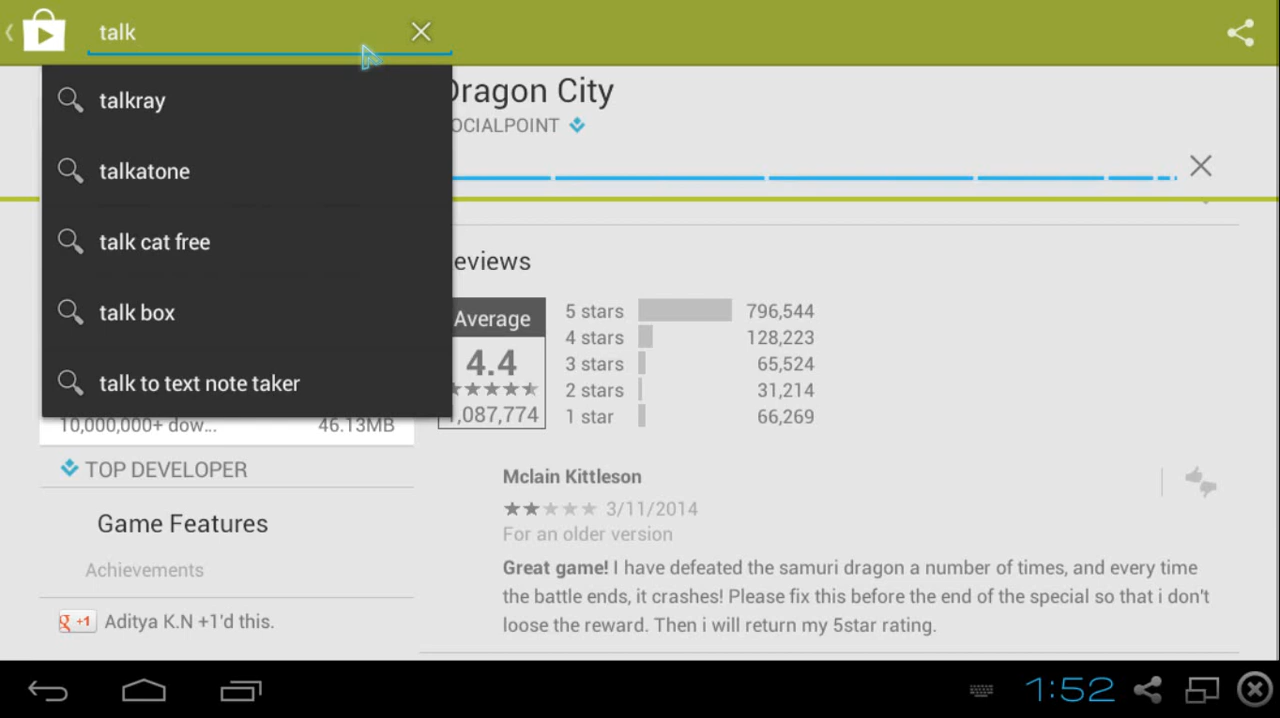 talk
talkray
talkatone
talk cat free
talk box
talk to text note taker
Dragon City
OCIALPOINT
eviews
Average
4.4
1,087,774
5 stars 796,544
4 stars 128,223
3 stars 65,524
2 stars 31,214
1 star 66,269
10,000,000+ dow... 46.13MB
TOP DEVELOPER
Game Features
Achievements
g +1 Aditya K.N +1'd this.
Mclain Kittleson
3/11/2014
For an older version
Great game! I have defeated the samuri dragon a number of times, and every time
the battle ends, it crashes! Please fix this before the end of the special so that i don't
loose the reward. Then i will return my 5star rating.
1:52